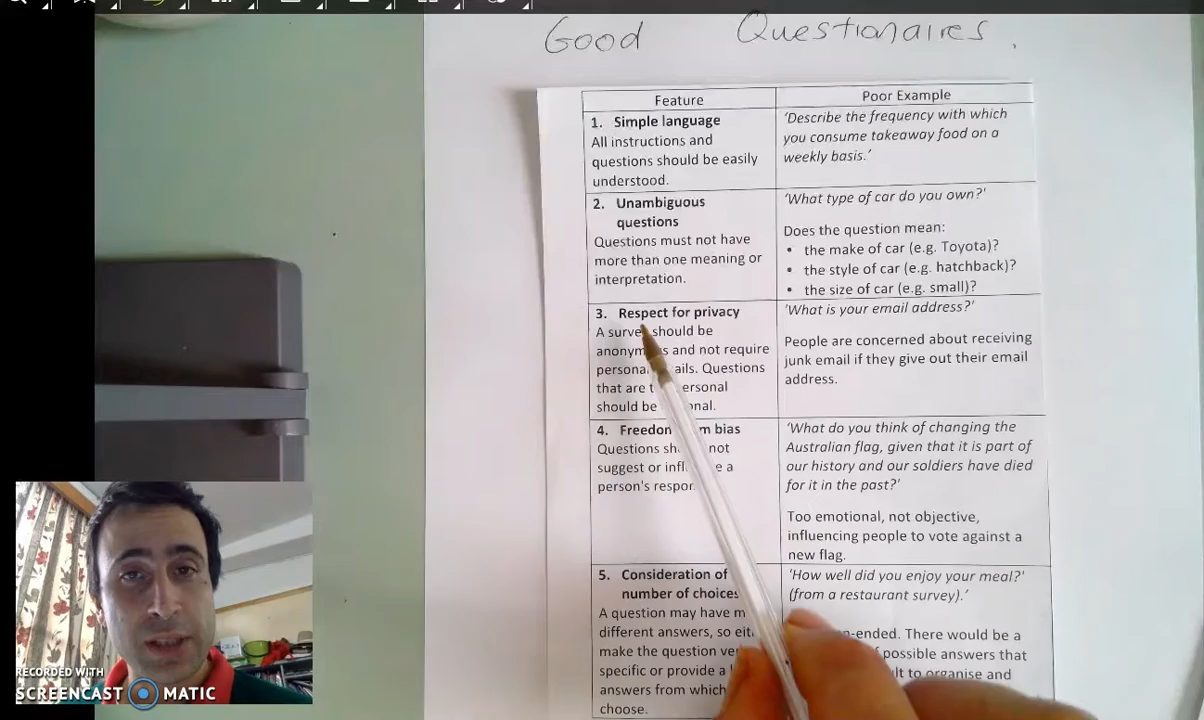 Good Questionaires.
Feature
Poor Example
1. Simple language
All instructions and
questions should be easily
understood.
'Describe the frequency with which
you consume takeaway food on a
weekly basis.'
2. Unambiguous
questions
Questions must not have
more than one meaning or
interpretation.
'What type of car do you own?'
Does the question mean:
• the make of car (e.g. Toyota)?
• the style of car (e.g. hatchback)?
• the size of car (e.g. small)?
3. Respect for privacy
A survey should be
and not require
personal Questions
that are
should be
'What is your email address?'
People are concerned about receiving
junk email if they give out their email
address.
4. Freedom bias
Questions not
suggest or a
person's
'What do you think of changing the
Australian flag, given that it is part of
our history and our soldiers have died
for it in the past?'
Too emotional, not objective,
influencing people to vote against a
new flag.
5. Consideration of
number of choices
A question may have
different answers, so
make the question
specific or provide a
answers from which
choose.
'How well did you enjoy your meal?'
(from a restaurant survey).'
There would be a
possible answers that
to organise and
RECORDED WITH
SCREENCAST MATIC